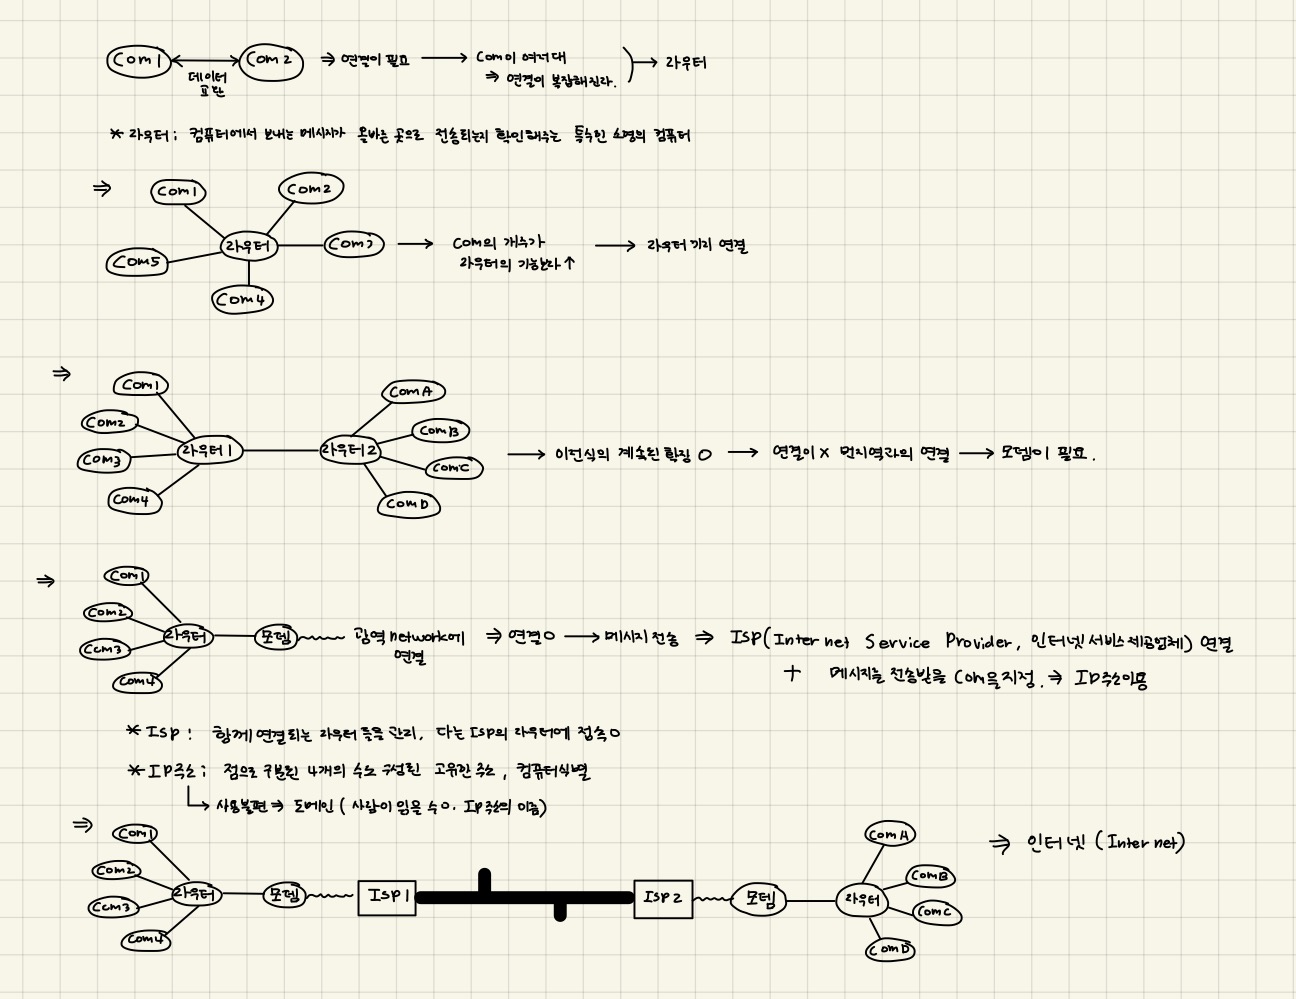 Com1 ↔ Com2 ⇒ 연결이 필요 → Com이 여러대 → 라우터
데이터 ⇒ 연결이 복잡해진다.
교환
* 라우터; 컴퓨터에서 보내는 메시지가 올바른 곳으로 전송되는지 확인해주는 특수한 소형의 컴퓨터
⇒ Com1 Com2
라우터 Com3 → Com의 개수가 → 라우터 끼리 연결
Com5 라우터의 기능보다 ↑
Com4
⇒ Com1 ComA
Com2 ComB
라우터1 라우터2 → 이런식의 계속된 확장 O → 연결이 x 먼지역과의 연결 → 모뎀이 필요.
Com3 ComC
Com4 ComD
⇒ Com1
Com2
라우터 모뎀 광역 network에 ⇒ 연결O → 메시지 전송 ⇒ ISP(Internet Service Provider, 인터넷 서비스 제공업체) 연결
Com3 연결
Com4 + 메시지를 전송받을 Com을 지정. ⇒ IP주소이용
* ISP: 함께 연결되는 라우터 들을 관리, 다른 ISP의 라우터에 접속O
* IP주소; 점으로 구분된 4개의 수로 구성된 고유한 주소, 컴퓨터식별
↳ 사용불편 ⇒ 도메인 (사람이 읽을 수 O. IP주소의 이름)
⇒ Com1 ComA ⇒ 인터넷 (Internet)
Com2 ComB
라우터 모뎀 ISP1 ISP2 모뎀 라우터
Com3 ComC
Com4 ComD